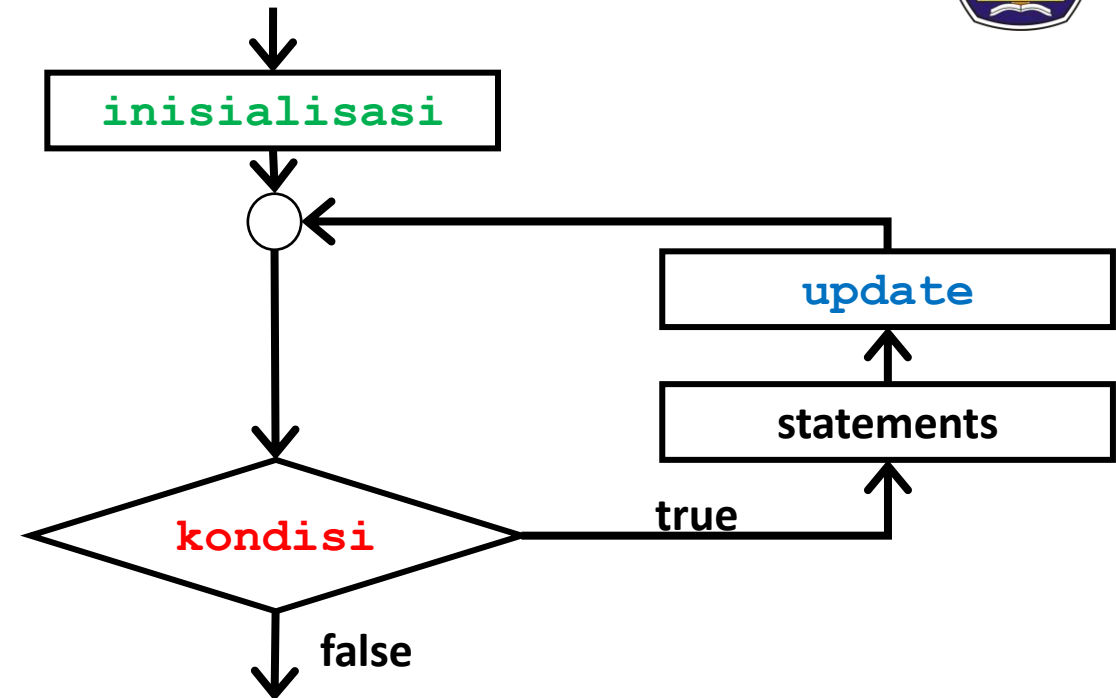 inisialisasi
update
statements
kondisi
true
false